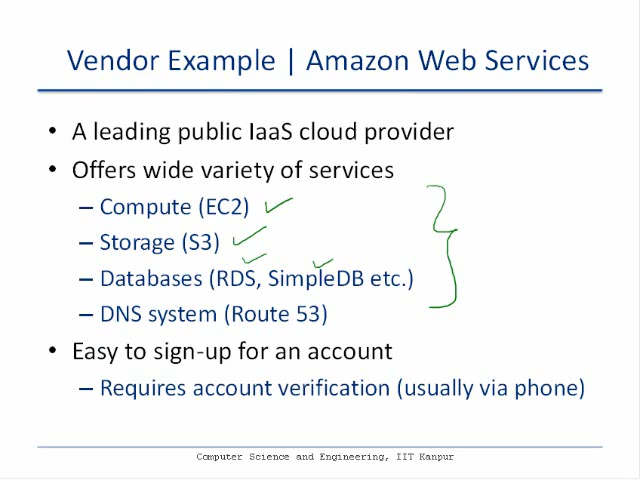 Vendor Example | Amazon Web Services
• A leading public IaaS cloud provider
• Offers wide variety of services
– Compute (EC2)
– Storage (S3)
– Databases (RDS, SimpleDB etc.)
– DNS system (Route 53)
• Easy to sign-up for an account
– Requires account verification (usually via phone)
Computer Science and Engineering, IIT Kanpur